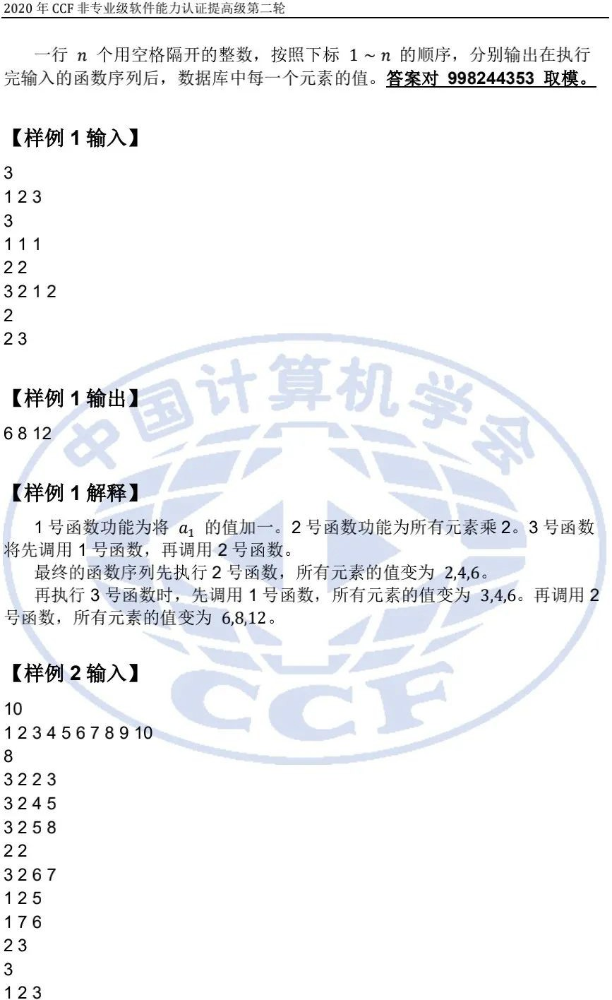 2020 年 CCF 非专业级软件能力认证提高级第二轮
一行 n 个用空格隔开的整数，按照下标 1 ~ n 的顺序，分别输出在执行
完输入的函数序列后，数据库中每一个元素的值。答案对 998244353 取模。
【样例 1 输入】
3
1 2 3
3
1 1 1
2 2
3 2 1 2
2
2 3
【样例 1 输出】
6 8 12
【样例 1 解释】
1 号函数功能为将 a₁ 的值加一。2 号函数功能为所有元素乘 2。3 号函数
将先调用 1 号函数，再调用 2 号函数。
最终的函数序列先执行 2 号函数，所有元素的值变为 2,4,6。
再执行 3 号函数时，先调用 1 号函数，所有元素的值变为 3,4,6。再调用 2
号函数，所有元素的值变为 6,8,12。
【样例 2 输入】
10
1 2 3 4 5 6 7 8 9 10
8
3 2 2 3
3 2 4 5
3 2 5 8
2 2
3 2 6 7
1 2 5
1 7 6
2 3
3
1 2 3
中国计算机学会
CCF